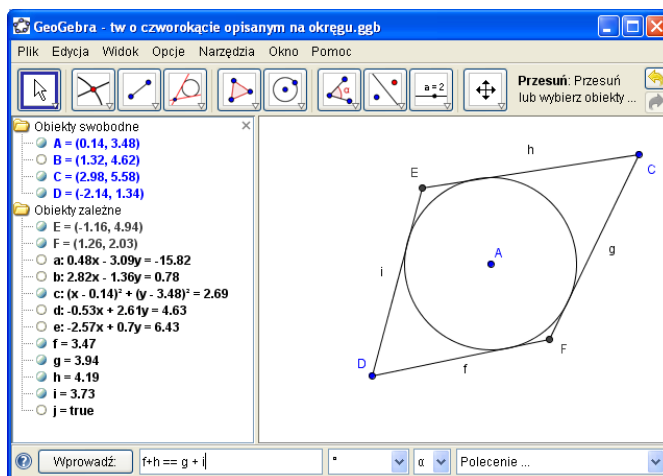 GeoGebra - tw o czworokącie opisanym na okręgu.ggb
Plik Edycja Widok Opcje Narzędzia Okno Pomoc
α
a = 2
Przesuń: Przesuń
lub wybierz obiekty ...
Obiekty swobodne
A = (0.14, 3.48)
B = (1.32, 4.62)
C = (2.98, 5.58)
D = (-2.14, 1.34)
Obiekty zależne
E = (-1.16, 4.94)
F = (1.26, 2.03)
a: 0.48x - 3.09y = -15.82
b: 2.82x - 1.36y = 0.78
c: (x - 0.14)² + (y - 3.48)² = 2.69
d: -0.53x + 2.61y = 4.63
e: -2.57x + 0.7y = 6.43
f = 3.47
g = 3.94
h = 4.19
i = 3.73
j = true
h
C
E
g
i
A
F
D
f
Wprowadź: f+h == g + i
° α Polecenie ...